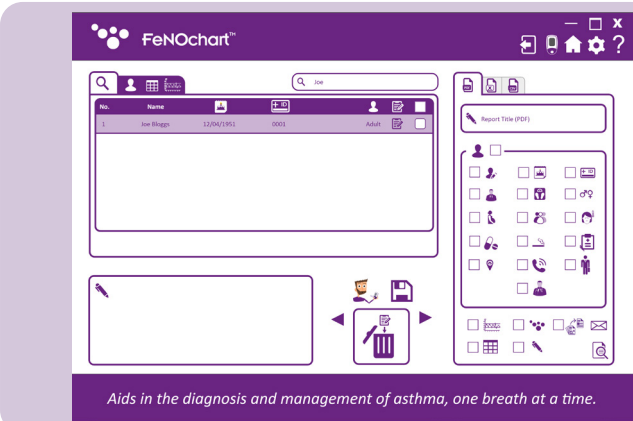 FeNOchart™
Joe
No. Name + ID
1 Joe Bloggs 12/04/1951 0001 Adult
Report Title (PDF)
Aids in the diagnosis and management of asthma, one breath at a time.